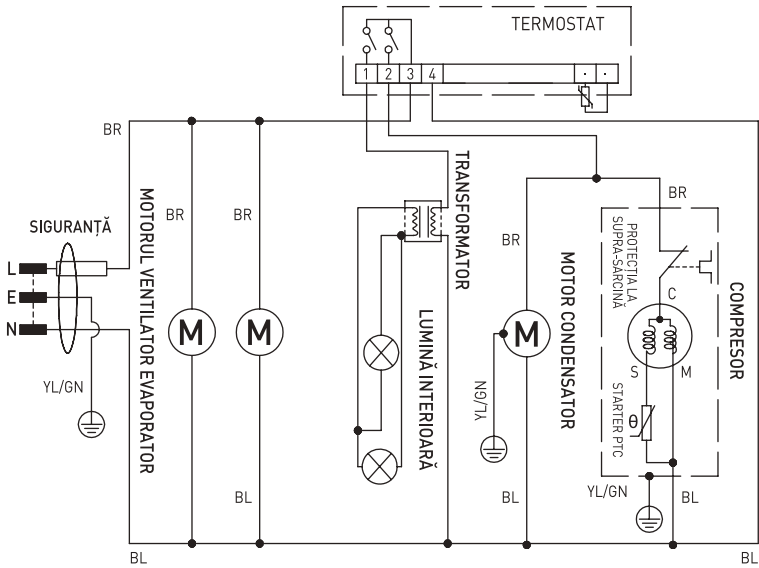 TERMOSTAT
1 2 3 4
BR
SIGURANȚĂ
L
E
N
YL/GN
BL
MOTORUL VENTILATOR EVAPORATOR
BR
M
BL
BR
M
TRANSFORMATOR
LUMINĂ INTERIOARĂ
BR
M
YL/GN
BL
MOTOR CONDENSATOR
BR
PROTECȚIA LA
SUPRA-SARCINĂ
C
S M
STARTER PTC
θ
YL/GN
BL
COMPRESOR
BL